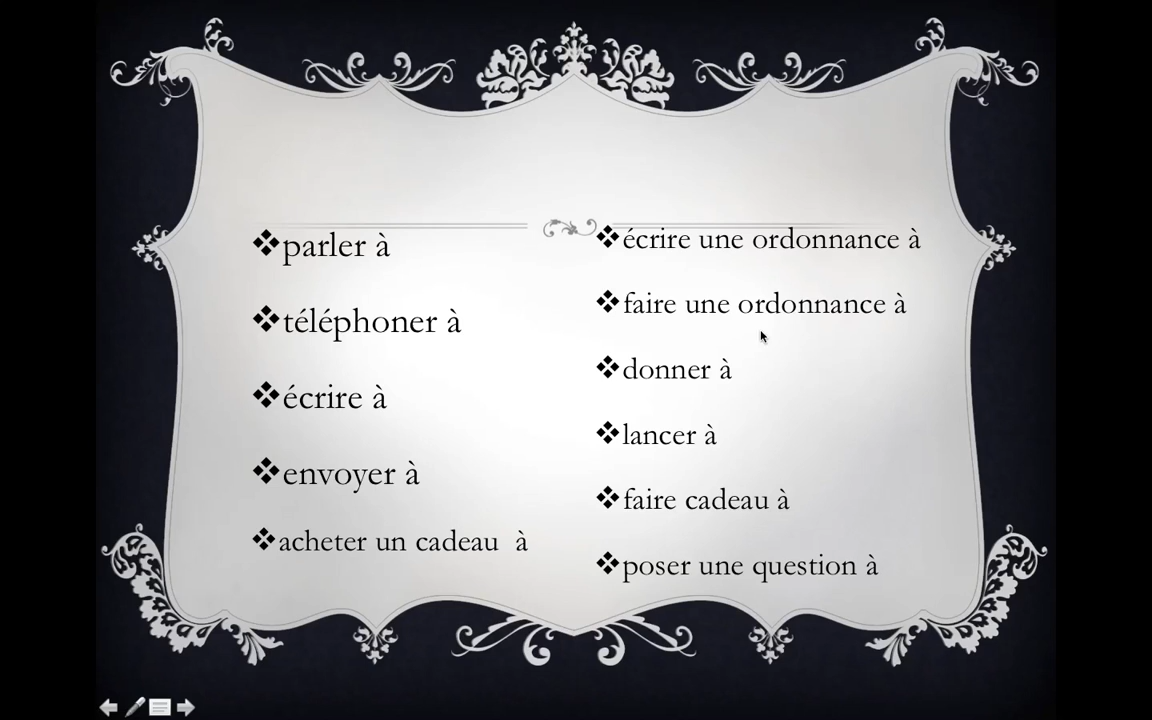 parler à
téléphoner à
écrire à
envoyer à
acheter un cadeau à
écrire une ordonnance à
faire une ordonnance à
donner à
lancer à
faire cadeau à
poser une question à